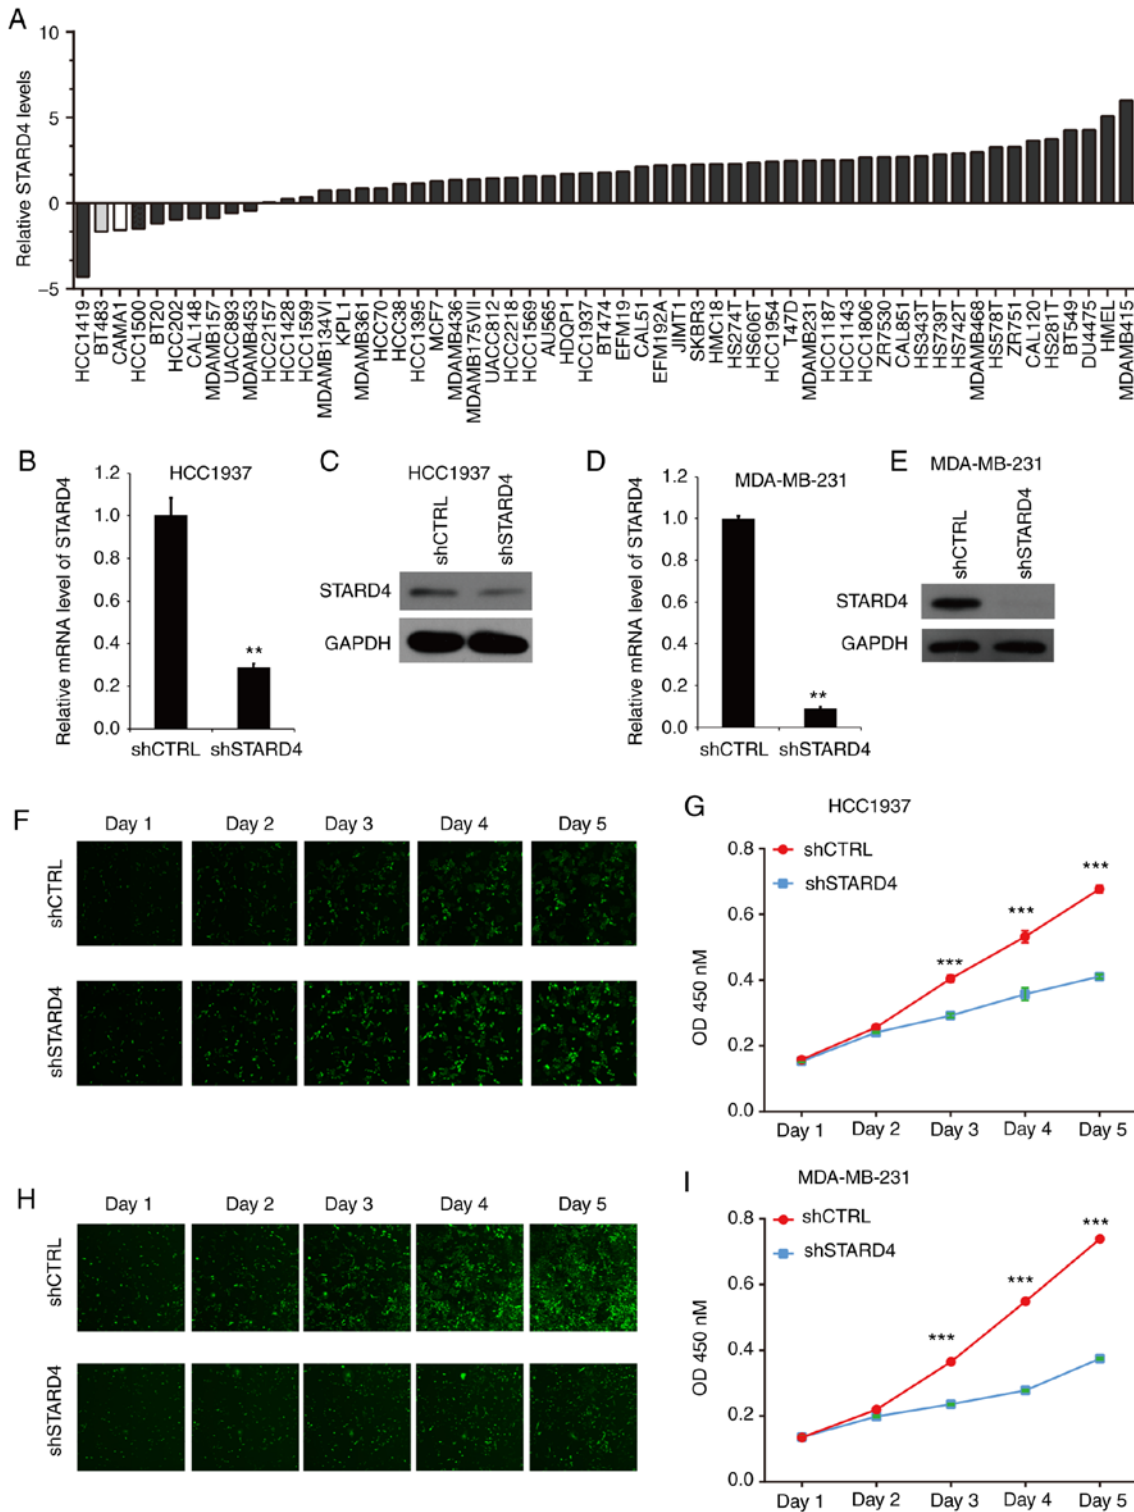 A
Relative STARD4 levels
10
5
0
−5
HCC1419
BT483
CAMA1
HCC1500
BT20
HCC202
CAL148
MDAMB157
UACC893
MDAMB453
HCC2157
HCC1428
HCC1599
MDAMB134VI
KPL1
MDAMB361
HCC70
HCC38
HCC1395
MCF7
MDAMB436
MDAMB175VII
UACC812
HCC2218
HCC1569
AU565
HDQP1
HCC1937
BT474
EFM19
CAL51
EFM192A
JIMT1
SKBR3
HMC18
HS274T
HS606T
HCC1954
T47D
MDAMB231
HCC1187
HCC1143
HCC1806
ZR7530
CAL851
HS343T
HS739T
HS742T
MDAMB468
HS578T
ZR751
CAL120
HS281T
BT549
DU4475
HMEL
MDAMB415
B
HCC1937
Relative mRNA level of STARD4
1.2
1.0
0.8
0.6
0.4
0.2
0.0
**
shCTRL shSTARD4
C
HCC1937
shCTRL
shSTARD4
STARD4
GAPDH
D
MDA-MB-231
Relative mRNA level of STARD4
1.2
1.0
0.8
0.6
0.4
0.2
0.0
**
shCTRL shSTARD4
E
MDA-MB-231
shCTRL
shSTARD4
STARD4
GAPDH
F
Day 1 Day 2 Day 3 Day 4 Day 5
shCTRL
shSTARD4
G
HCC1937
shCTRL
shSTARD4
OD 450 nM
0.8
0.6
0.4
0.2
0.0
***
***
***
Day 1 Day 2 Day 3 Day 4 Day 5
H
Day 1 Day 2 Day 3 Day 4 Day 5
shCTRL
shSTARD4
I
MDA-MB-231
shCTRL
shSTARD4
OD 450 nM
0.8
0.6
0.4
0.2
0.0
***
***
***
Day 1 Day 2 Day 3 Day 4 Day 5